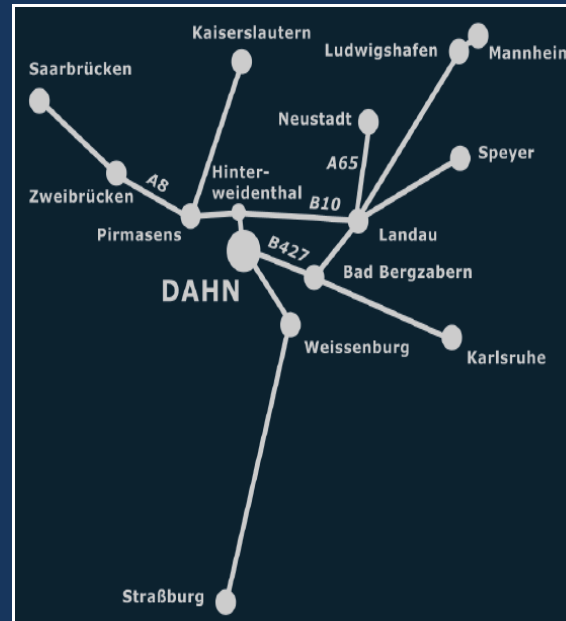 Kaiserslautern
Ludwigshafen
Mannhein
Saarbrücken
Neustadt
A65
Speyer
Hinter-
weidenthal
A8
Zweibrücken
B10
Pirmasens
Landau
B427
Bad Bergzabern
DAHN
Weissenburg
Karlsruhe
Straßburg